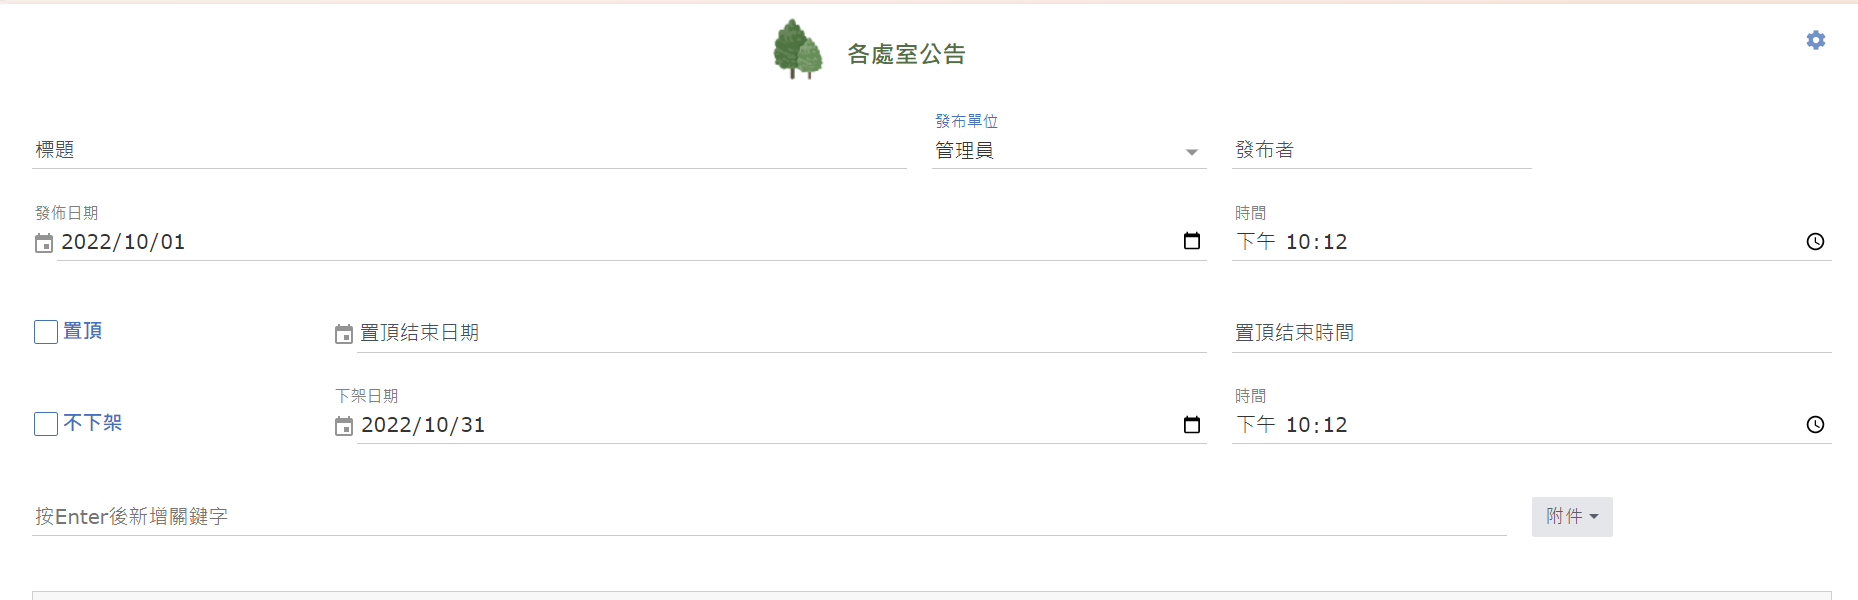 各處室公告
發布單位
標題
管理員
發布者
發佈日期
時間
2022/10/01
下午 10:12
置頂
置頂结束日期
置頂结束時間
下架日期
時間
不下架
2022/10/31
下午 10:12
按Enter後新增關鍵字
附件